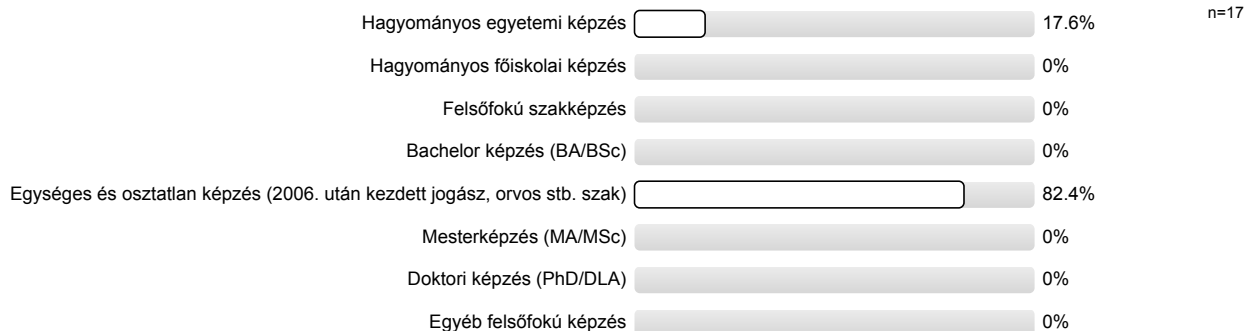 Hagyományos egyetemi képzés 17.6% n=17
Hagyományos főiskolai képzés 0%
Felsőfokú szakképzés 0%
Bachelor képzés (BA/BSc) 0%
Egységes és osztatlan képzés (2006. után kezdett jogász, orvos stb. szak) 82.4%
Mesterképzés (MA/MSc) 0%
Doktori képzés (PhD/DLA) 0%
Egyéb felsőfokú képzés 0%